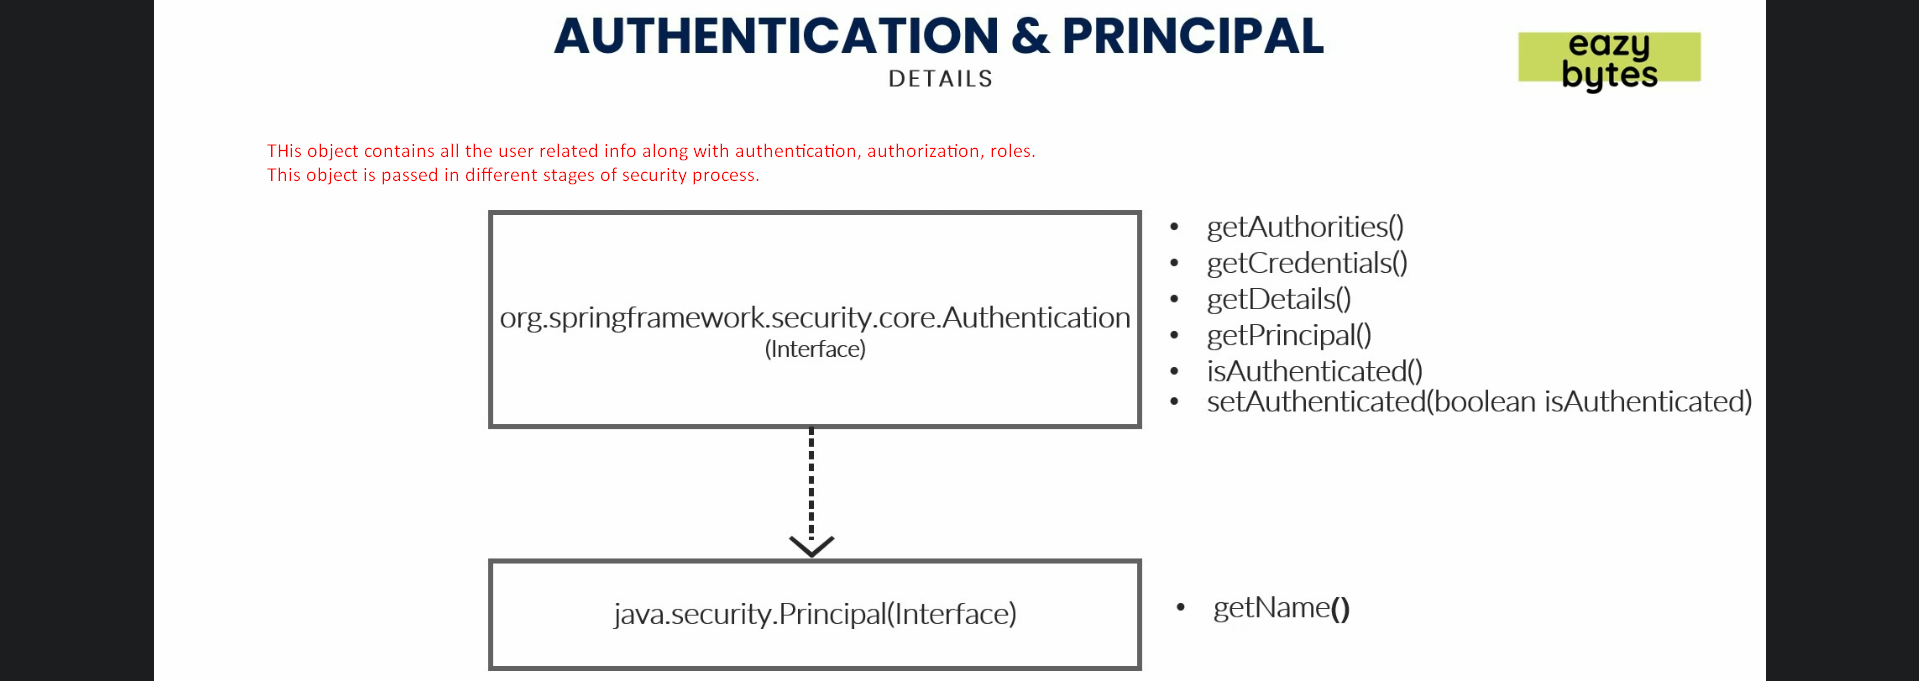 AUTHENTICATION & PRINCIPAL
DETAILS
eazy
bytes
THis object contains all the user related info along with authentication, authorization, roles.
This object is passed in different stages of security process.
org.springframework.security.core.Authentication
(Interface)
• getAuthorities()
• getCredentials()
• getDetails()
• getPrincipal()
• isAuthenticated()
• setAuthenticated(boolean isAuthenticated)
java.security.Principal(Interface)
• getName()